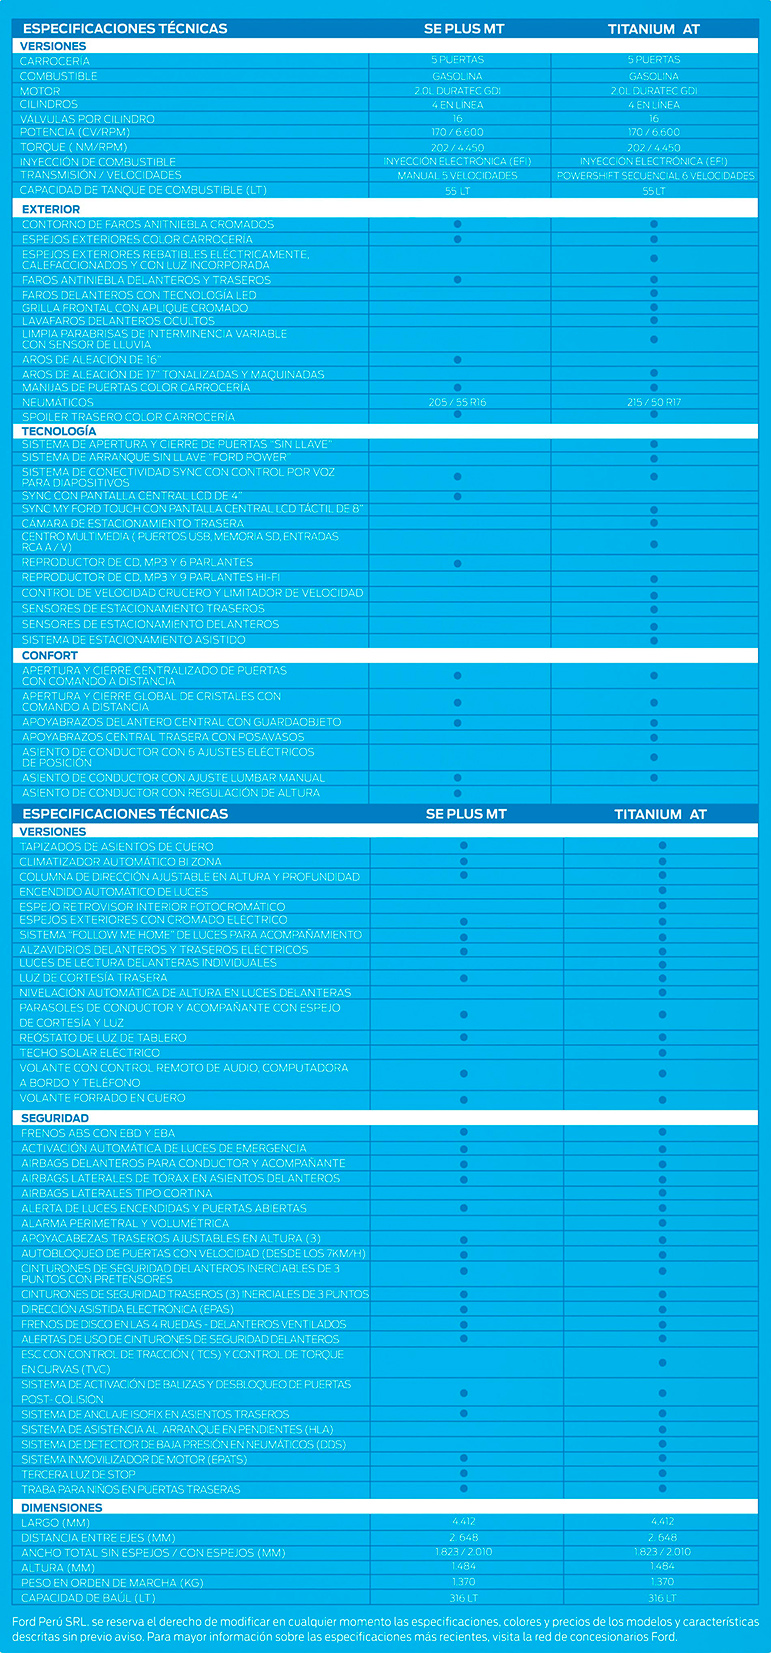 ESPECIFICACIONES TÉCNICAS SE PLUS MT TITANIUM AT
VERSIONES
CARROCERÍA 5 PUERTAS 5 PUERTAS
COMBUSTIBLE GASOLINA GASOLINA
MOTOR 2.0L DURATEC GDI 2.0L DURATEC GDI
CILINDROS 4 EN LÍNEA 4 EN LÍNEA
VÁLVULAS POR CILINDRO 16 16
POTENCIA (CV/RPM) 170 / 6.600 170 / 6.600
TORQUE ( NM/RPM) 202 / 4.450 202 / 4.450
INYECCIÓN DE COMBUSTIBLE INYECCIÓN ELECTRÓNICA (EFI) INYECCIÓN ELECTRÓNICA (EFI)
TRANSMISIÓN / VELOCIDADES MANUAL 5 VELOCIDADES POWERSHIFT SECUENCIAL 6 VELOCIDADES
CAPACIDAD DE TANQUE DE COMBUSTIBLE (LT) 55 LT 55 LT
EXTERIOR
CONTORNO DE FAROS ANITNIEBLA CROMADOS
ESPEJOS EXTERIORES COLOR CARROCERÍA
ESPEJOS EXTERIORES REBATIBLES ELÉCTRICAMENTE,
CALEFACCIONADOS Y CON LUZ INCORPORADA
FAROS ANTINIEBLA DELANTEROS Y TRASEROS
FAROS DELANTEROS CON TECNOLOGÍA LED
GRILLA FRONTAL CON APLIQUE CROMADO
LAVAFAROS DELANTEROS OCULTOS
LIMPIA PARABRISAS DE INTERMINENCIA VARIABLE
CON SENSOR DE LLUVIA
AROS DE ALEACIÓN DE 16"
AROS DE ALEACIÓN DE 17" TONALIZADAS Y MAQUINADAS
MANIJAS DE PUERTAS COLOR CARROCERÍA
NEUMÁTICOS 205 / 55 R16 215 / 50 R17
SPOILER TRASERO COLOR CARROCERÍA
TECNOLOGÍA
SISTEMA DE APERTURA Y CIERRE DE PUERTAS "SIN LLAVE"
SISTEMA DE ARRANQUE SIN LLAVE "FORD POWER"
SISTEMA DE CONECTIVIDAD SYNC CON CONTROL POR VOZ
PARA DIAPOSITIVOS
SYNC CON PANTALLA CENTRAL LCD DE 4"
SYNC MY FORD TOUCH CON PANTALLA CENTRAL LCD TÁCTIL DE 8"
CÁMARA DE ESTACIONAMIENTO TRASERA
CENTRO MULTIMEDIA ( PUERTOS USB, MEMORIA SD, ENTRADAS
RCA A / V)
REPRODUCTOR DE CD, MP3 Y 6 PARLANTES
REPRODUCTOR DE CD, MP3 Y 9 PARLANTES HI-FI
CONTROL DE VELOCIDAD CRUCERO Y LIMITADOR DE VELOCIDAD
SENSORES DE ESTACIONAMIENTO TRASEROS
SENSORES DE ESTACIONAMIENTO DELANTEROS
SISTEMA DE ESTACIONAMIENTO ASISTIDO
CONFORT
APERTURA Y CIERRE CENTRALIZADO DE PUERTAS
CON COMANDO A DISTANCIA
APERTURA Y CIERRE GLOBAL DE CRISTALES CON
COMANDO A DISTANCIA
APOYABRAZOS DELANTERO CENTRAL CON GUARDAOBJETO
APOYABRAZOS CENTRAL TRASERA CON POSAVASOS
ASIENTO DE CONDUCTOR CON 6 AJUSTES ELÉCTRICOS
DE POSICIÓN
ASIENTO DE CONDUCTOR CON AJUSTE LUMBAR MANUAL
ASIENTO DE CONDUCTOR CON REGULACIÓN DE ALTURA
ESPECIFICACIONES TÉCNICAS SE PLUS MT TITANIUM AT
VERSIONES
TAPIZADOS DE ASIENTOS DE CUERO
CLIMATIZADOR AUTOMÁTICO BI ZONA
COLUMNA DE DIRECCIÓN AJUSTABLE EN ALTURA Y PROFUNDIDAD
ENCENDIDO AUTOMÁTICO DE LUCES
ESPEJO RETROVISOR INTERIOR FOTOCROMÁTICO
ESPEJOS EXTERIORES CON CROMADO ELÉCTRICO
SISTEMA "FOLLOW ME HOME" DE LUCES PARA ACOMPAÑAMIENTO
ALZAVIDRIOS DELANTEROS Y TRASEROS ELÉCTRICOS
LUCES DE LECTURA DELANTERAS INDIVIDUALES
LUZ DE CORTESÍA TRASERA
NIVELACIÓN AUTOMÁTICA DE ALTURA EN LUCES DELANTERAS
PARASOLES DE CONDUCTOR Y ACOMPAÑANTE CON ESPEJO
DE CORTESÍA Y LUZ
REÓSTATO DE LUZ DE TABLERO
TECHO SOLAR ELÉCTRICO
VOLANTE CON CONTROL REMOTO DE AUDIO, COMPUTADORA
A BORDO Y TELÉFONO
VOLANTE FORRADO EN CUERO
SEGURIDAD
FRENOS ABS CON EBD Y EBA
ACTIVACIÓN AUTOMÁTICA DE LUCES DE EMERGENCIA
AIRBAGS DELANTEROS PARA CONDUCTOR Y ACOMPAÑANTE
AIRBAGS LATERALES DE TÓRAX EN ASIENTOS DELANTEROS
AIRBAGS LATERALES TIPO CORTINA
ALERTA DE LUCES ENCENDIDAS Y PUERTAS ABIERTAS
ALARMA PERIMETRAL Y VOLUMÉTRICA
APOYACABEZAS TRASEROS AJUSTABLES EN ALTURA (3)
AUTOBLOQUEO DE PUERTAS CON VELOCIDAD (DESDE LOS 7KM/H)
CINTURONES DE SEGURIDAD DELANTEROS INERCIABLES DE 3
PUNTOS CON PRETENSORES
CINTURONES DE SEGURIDAD TRASEROS (3) INERCIALES DE 3 PUNTOS
DIRECCIÓN ASISTIDA ELECTRÓNICA (EPAS)
FRENOS DE DISCO EN LAS 4 RUEDAS - DELANTEROS VENTILADOS
ALERTAS DE USO DE CINTURONES DE SEGURIDAD DELANTEROS
ESC CON CONTROL DE TRACCIÓN ( TCS) Y CONTROL DE TORQUE
EN CURVAS (TVC)
SISTEMA DE ACTIVACIÓN DE BALIZAS Y DESBLOQUEO DE PUERTAS
POST- COLISIÓN
SISTEMA DE ANCLAJE ISOFIX EN ASIENTOS TRASEROS
SISTEMA DE ASISTENCIA AL ARRANQUE EN PENDIENTES (HLA)
SISTEMA DE DETECTOR DE BAJA PRESIÓN EN NEUMÁTICOS (DDS)
SISTEMA INMOVILIZADOR DE MOTOR (EPATS)
TERCERA LUZ DE STOP
TRABA PARA NIÑOS EN PUERTAS TRASERAS
DIMENSIONES
LARGO (MM) 4.412 4.412
DISTANCIA ENTRE EJES (MM) 2. 648 2. 648
ANCHO TOTAL SIN ESPEJOS / CON ESPEJOS (MM) 1.823 / 2.010 1.823 / 2.010
ALTURA (MM) 1.484 1.484
PESO EN ORDEN DE MARCHA (KG) 1.370 1.370
CAPACIDAD DE BAÚL (LT) 316 LT 316 LT
Ford Perú SRL. se reserva el derecho de modificar en cualquier momento las especificaciones, colores y precios de los modelos y características
descritas sin previo aviso. Para mayor información sobre las especificaciones más recientes, visita la red de concesionarios Ford.